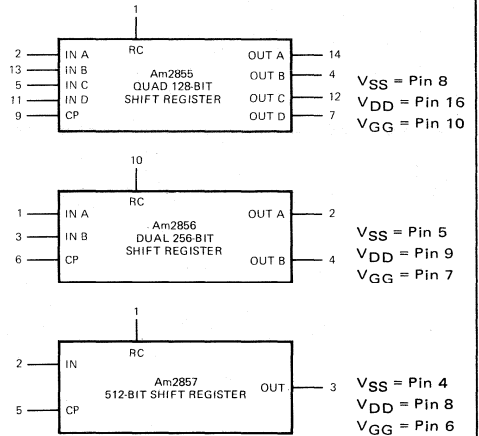 1
RC
2 IN A OUT A 14
13 IN B Am2855 OUT B 4
5 IN C QUAD 128-BIT OUT C 12
11 IN D SHIFT REGISTER OUT D 7
9 CP
VSS = Pin 8
VDD = Pin 16
VGG = Pin 10
10
RC
1 IN A OUT A 2
Am2856
3 IN B DUAL 256-BIT
SHIFT REGISTER
6 CP OUT B 4
VSS = Pin 5
VDD = Pin 9
VGG = Pin 7
1
RC
2 IN
Am2857
512-BIT SHIFT REGISTER OUT 3
5 CP
VSS = Pin 4
VDD = Pin 8
VGG = Pin 6